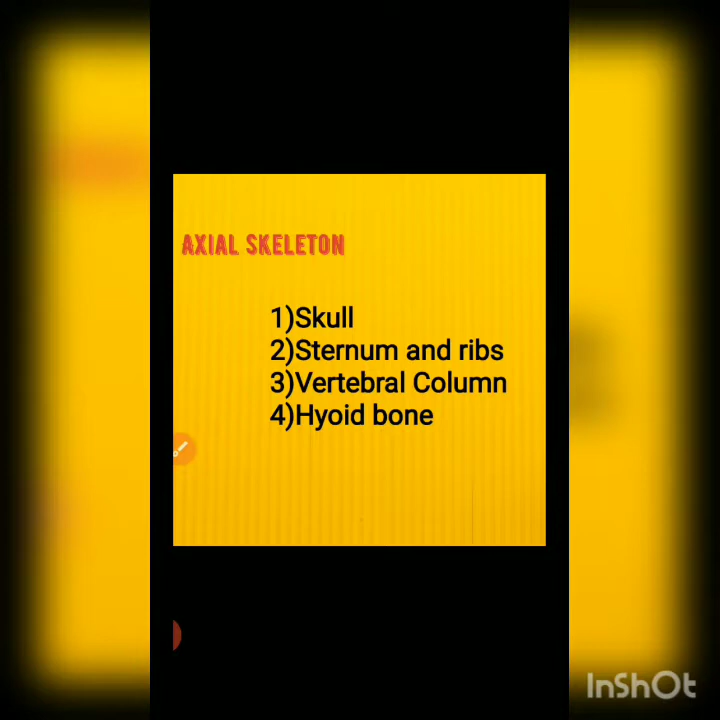 AXIAL SKELETON
1)Skull
2)Sternum and ribs
3)Vertebral Column
4)Hyoid bone
InShOt